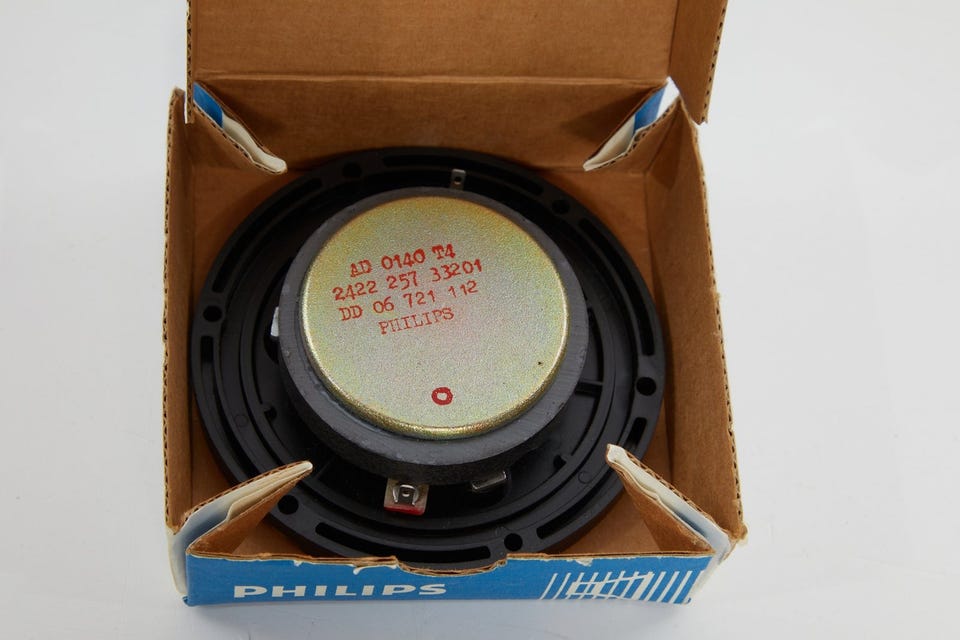 AD 0140 T4
2422 257 33201
DD 06 721 112
PHILIPS
PHILIPS